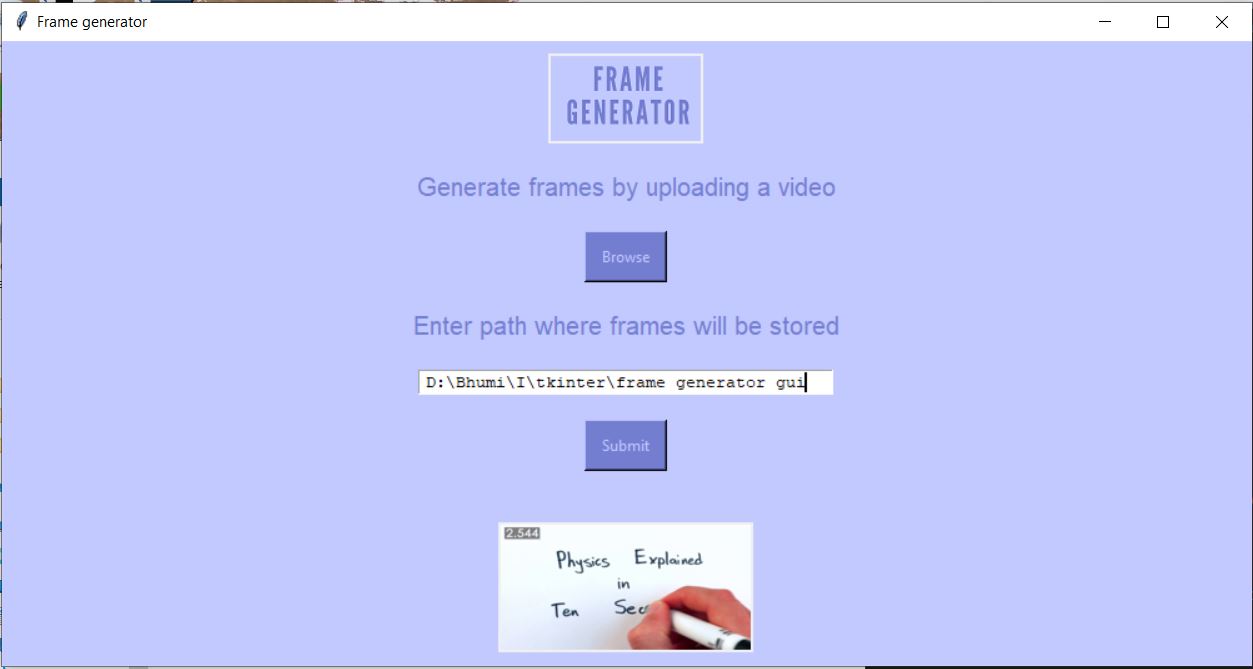 Frame generator
FRAME
GENERATOR
Generate frames by uploading a video
Browse
Enter path where frames will be stored
D:\Bhumi\I\tkinter\frame generator gui
Submit
2.544
Physics Explained
in
Ten Sec